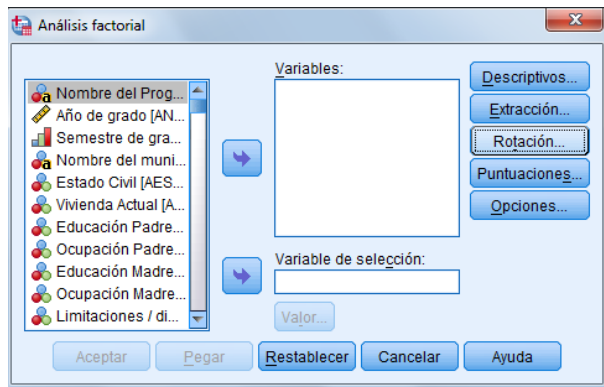 Análisis factorial
Variables:
Nombre del Prog...
Año de grado [AN...
Semestre de gra...
Nombre del muni...
Estado Civil [AES...
Vivienda Actual [A...
Educación Padre...
Ocupación Padre...
Educación Madre...
Ocupación Madre...
Limitaciones / di...
Descriptivos...
Extracción...
Rotación...
Puntuaciones...
Opciones...
Variable de selección:
Valor...
Aceptar
Pegar
Restablecer
Cancelar
Ayuda